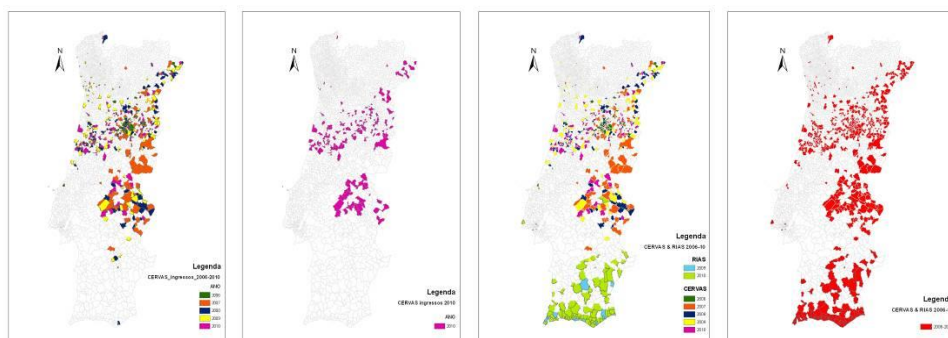 N
Legenda
CERVAS_ingressos_2006-2010
ANO
2006
2007
2008
2009
2010
N
Legenda
CERVAS ingressos 2010
ANO
2010
N
Legenda
CERVAS & RIAS 2006-10
RIAS
2009
2010
CERVAS
2006
2007
2008
2009
2010
N
Legenda
CERVAS & RIAS 2006-